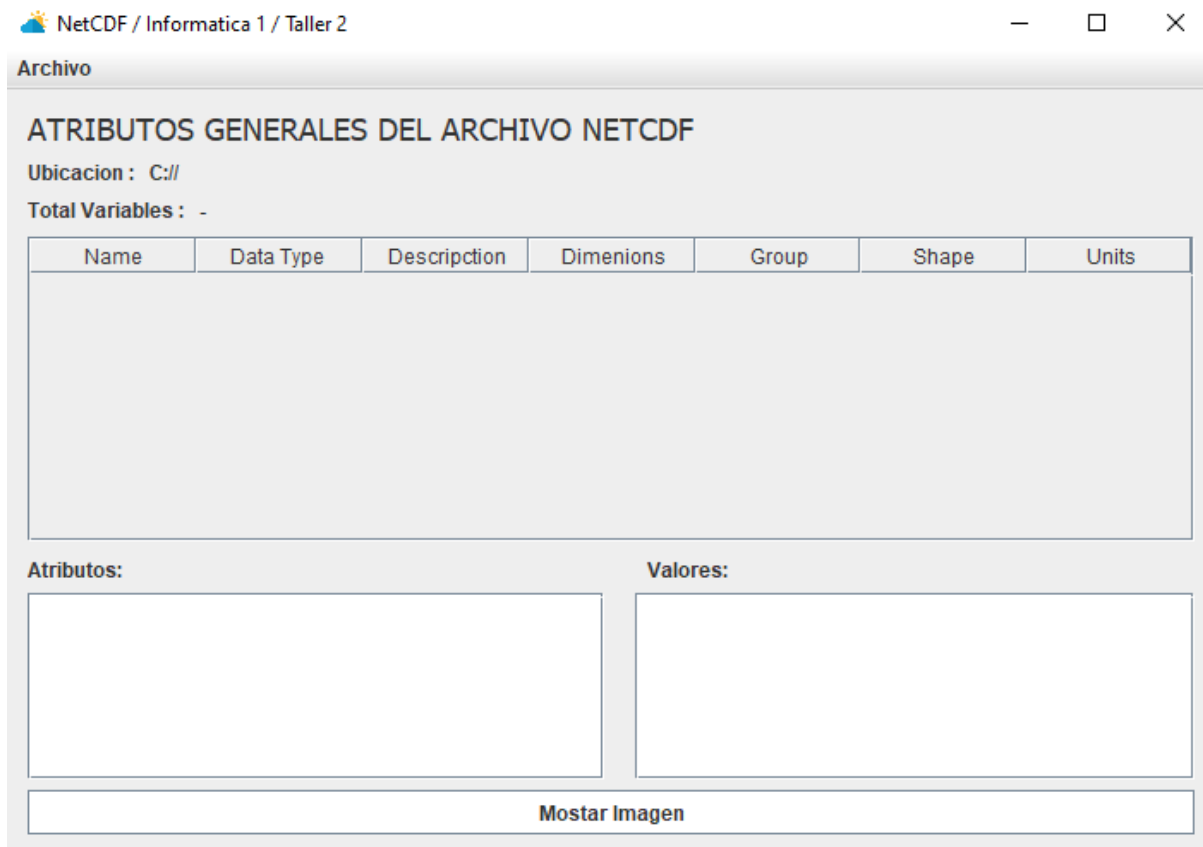 NetCDF / Informatica 1 / Taller 2
Archivo
ATRIBUTOS GENERALES DEL ARCHIVO NETCDF
Ubicacion : C://
Total Variables : -
Name Data Type Descripction Dimenions Group Shape Units
Atributos: Valores:
Mostar Imagen